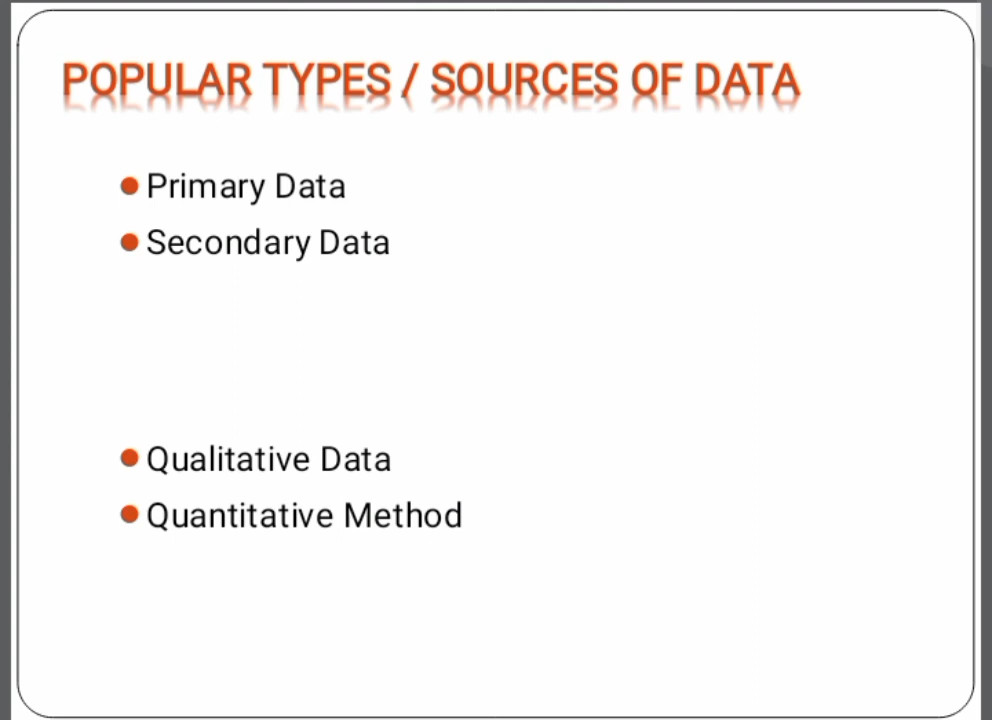 POPULAR TYPES / SOURCES OF DATA
Primary Data
Secondary Data
Qualitative Data
Quantitative Method